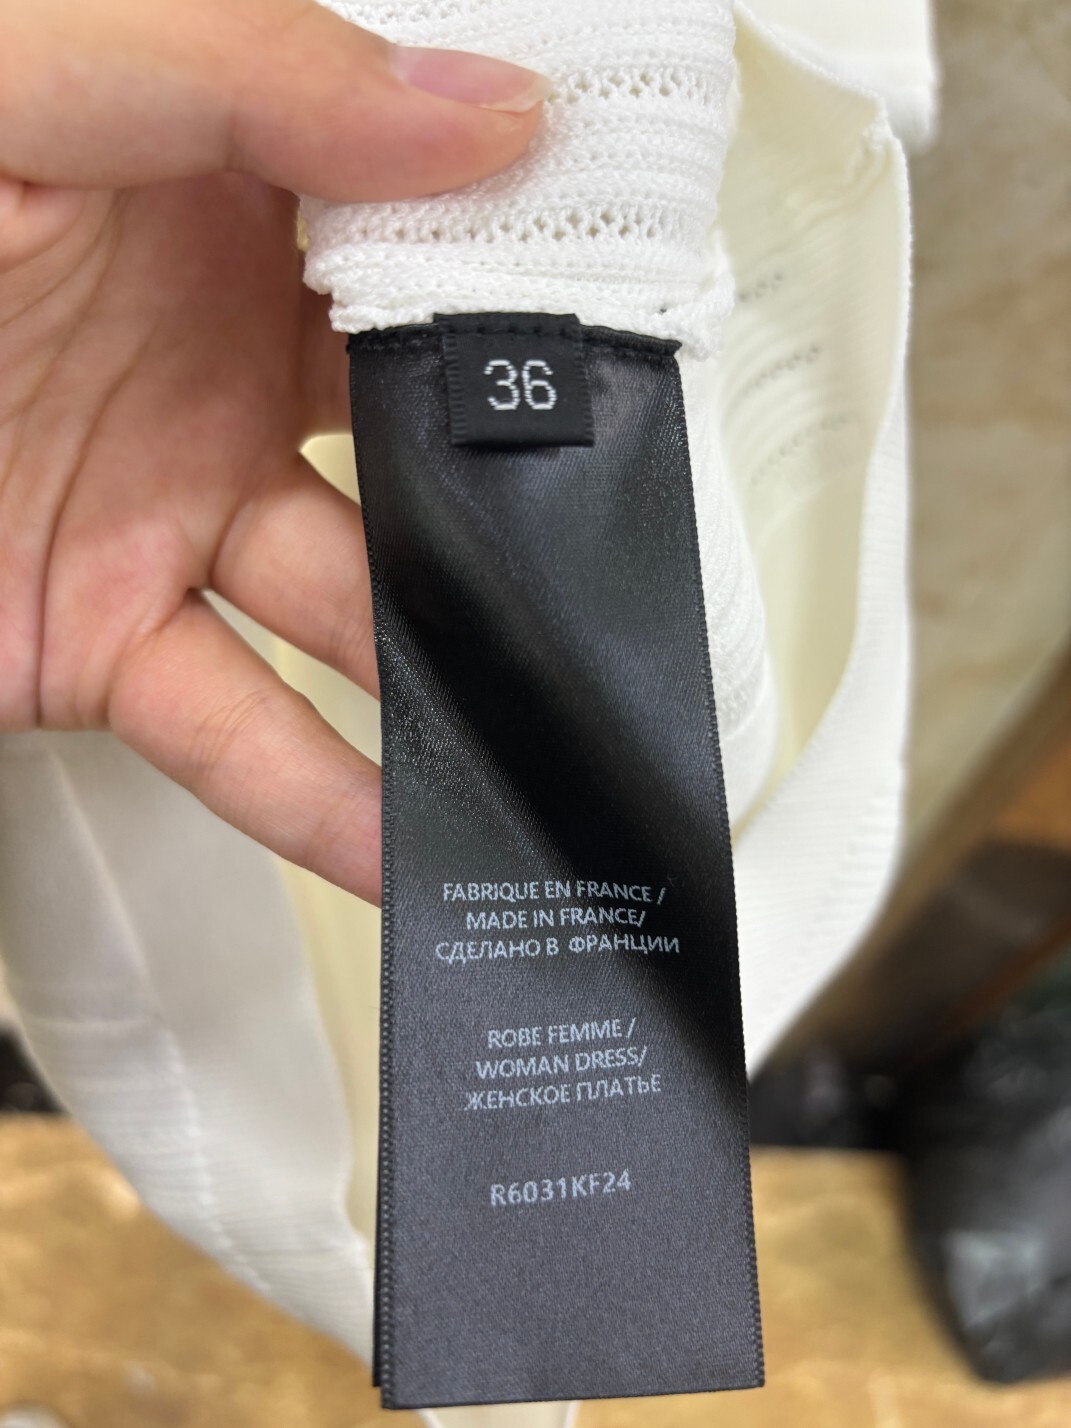 36
FABRIQUE EN FRANCE /
MADE IN FRANCE/
СДЕЛАНО В ФРАНЦИИ
ROBE FEMME /
WOMAN DRESS/
ЖЕНСКОЕ ПЛАТЬЕ
R6031KF24